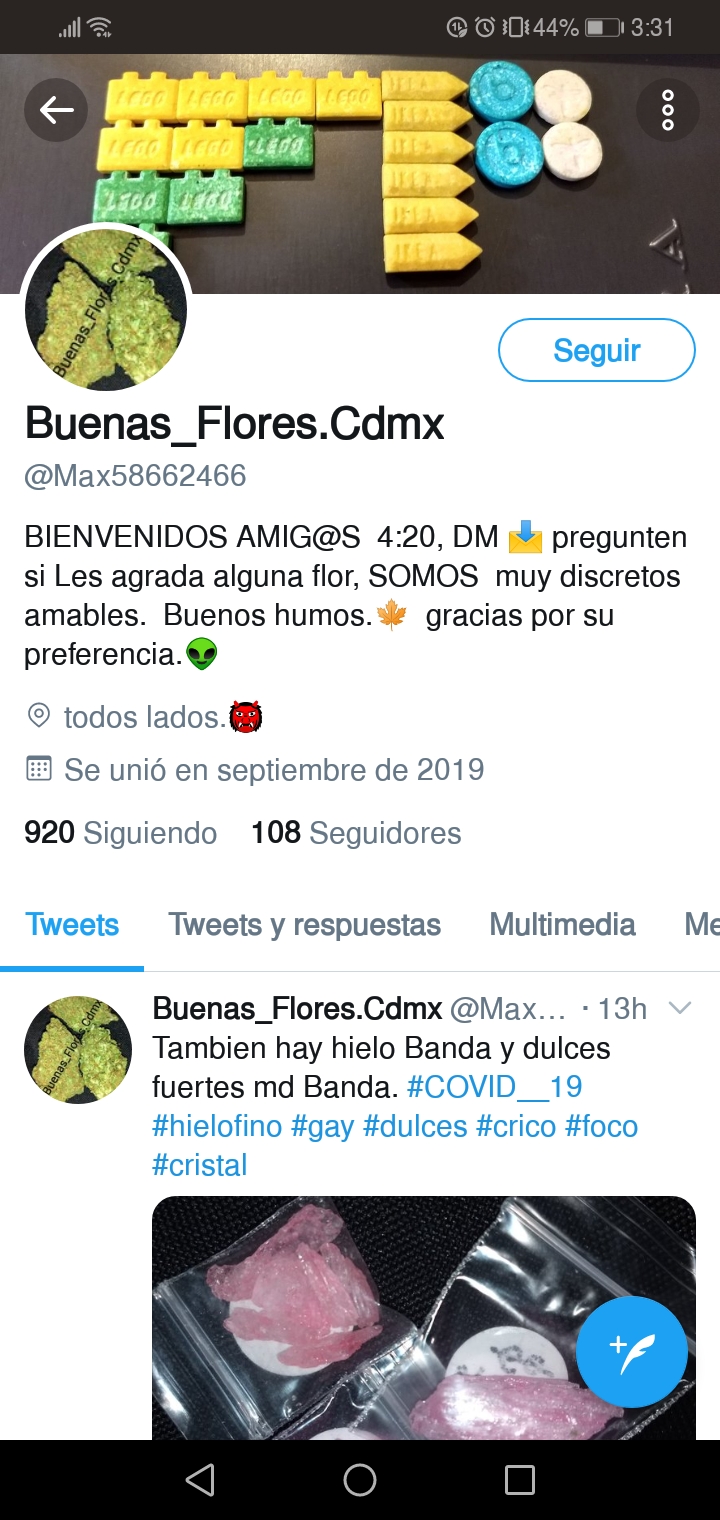 44% 3:31
LEGO LEGO LEGO LEGO
LEGO LEGO LEGO
LEGO LEGO
Buenas_Flores.Cdmx
Seguir
Buenas_Flores.Cdmx
@Max58662466
BIENVENIDOS AMIG@S 4:20, DM 📩 pregunten
si Les agrada alguna flor, SOMOS muy discretos
amables. Buenos humos.🍁 gracias por su
preferencia.👽
todos lados.👹
Se unió en septiembre de 2019
920 Siguiendo 108 Seguidores
Tweets Tweets y respuestas Multimedia Me
Buenas_Flores.Cdmx
Buenas_Flores.Cdmx @Max... · 13h
Tambien hay hielo Banda y dulces
fuertes md Banda. #COVID__19
#hielofino #gay #dulces #crico #foco
#cristal